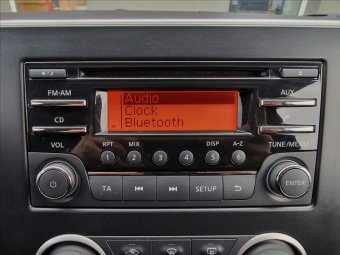 FM·AM
AUX
Audio
Clock
Bluetooth
CD
TUNE/MENU
VOL
RPT MIX DISP A-Z
1 2 3 4 5 6
ENTER
TA SETUP